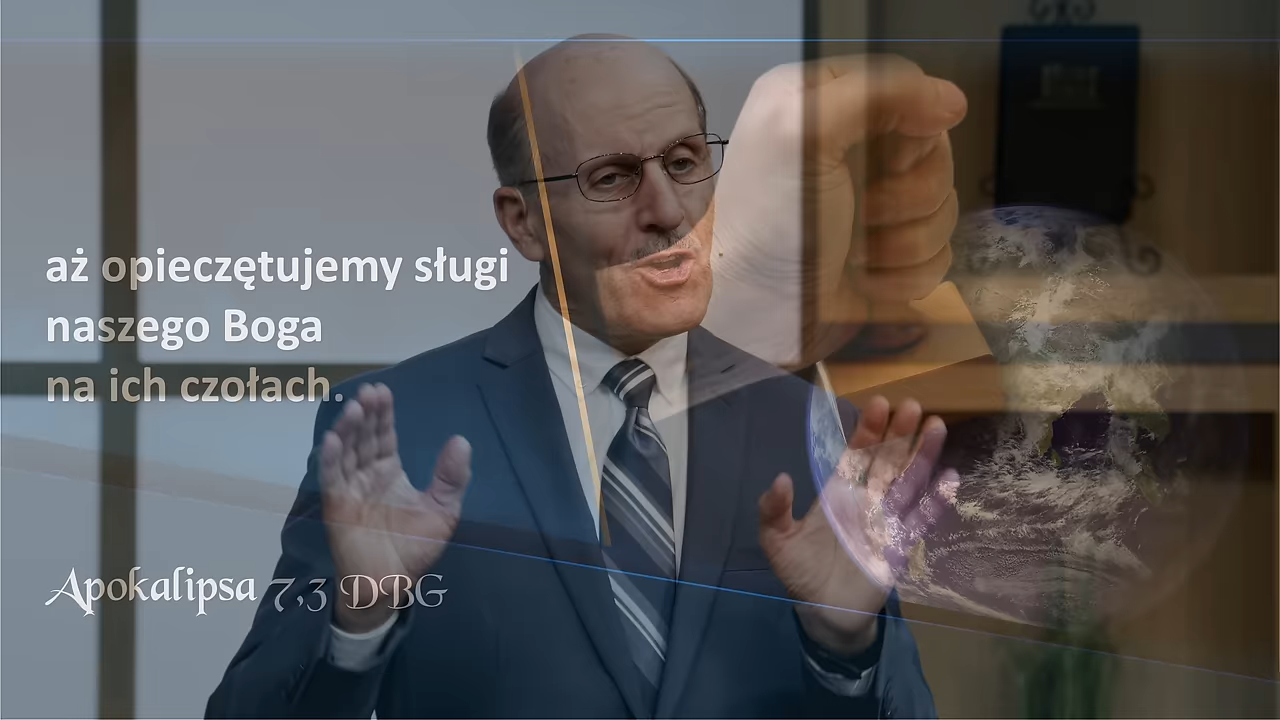 aż opieczętujemy sługi
naszego Boga
na ich czołach.
Apokalipsa 7,3 DBG